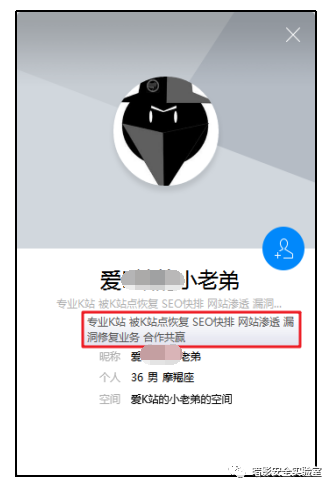 爱 小老弟
专业K站 被K站点恢复 SEO快排 网站渗透 漏洞...
专业K站 被K站点恢复 SEO快排 网站渗透 漏
洞修复业务 合作共赢
昵称 爱 老弟
个人 36 男 摩羯座
空间 爱K站的小老弟的空间
暗影安全实验室